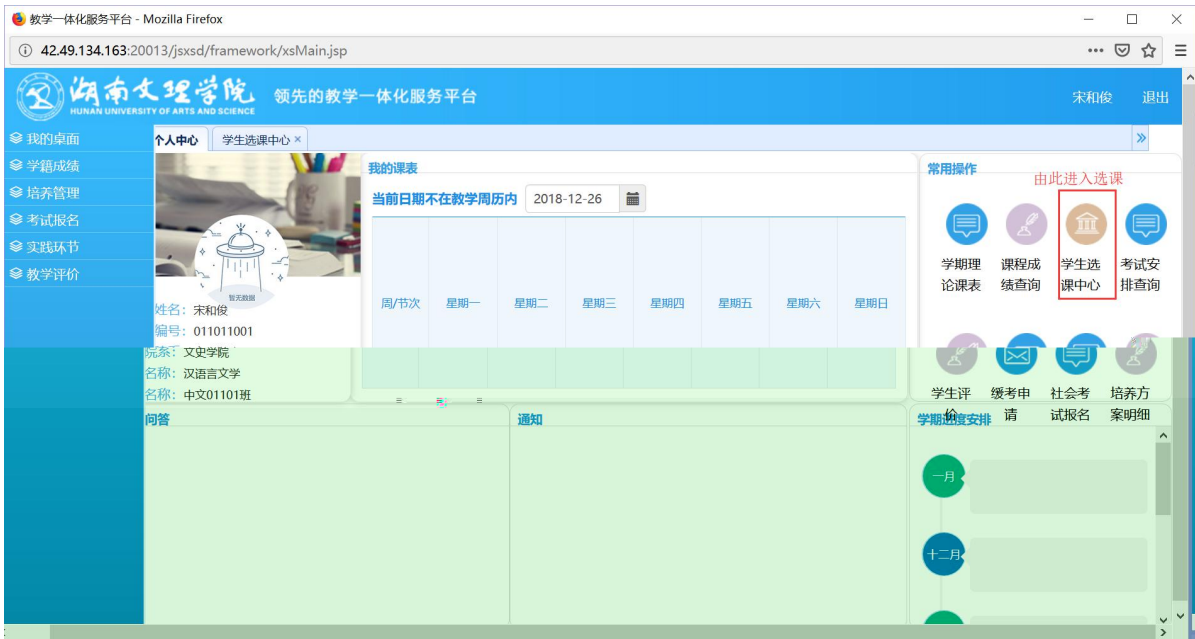 教学一体化服务平台 - Mozilla Firefox
42.49.134.163:20013/jsxsd/framework/xsMain.jsp
湖南文理学院
HUNAN UNIVERSITY OF ARTS AND SCIENCE
领先的教学一体化服务平台
宋和俊 退出
我的桌面
学籍成绩
培养管理
考试报名
实践环节
教学评价
个人中心 学生选课中心 ×
暂无数据
姓名：宋和俊
编号：011011001
院系：文史学院
名称：汉语言文学
名称：中文01101班
我的课表
当前日期不在教学周历内 2018-12-26
周/节次 星期一 星期二 星期三 星期四 星期五 星期六 星期日
常用操作
由此进入选课
学期理论课表
课程成绩查询
学生选课中心
考试安排查询
学生评价
缓考申请
社会考试报名
培养方案明细
问答
通知
学期进度安排
一月
十二月